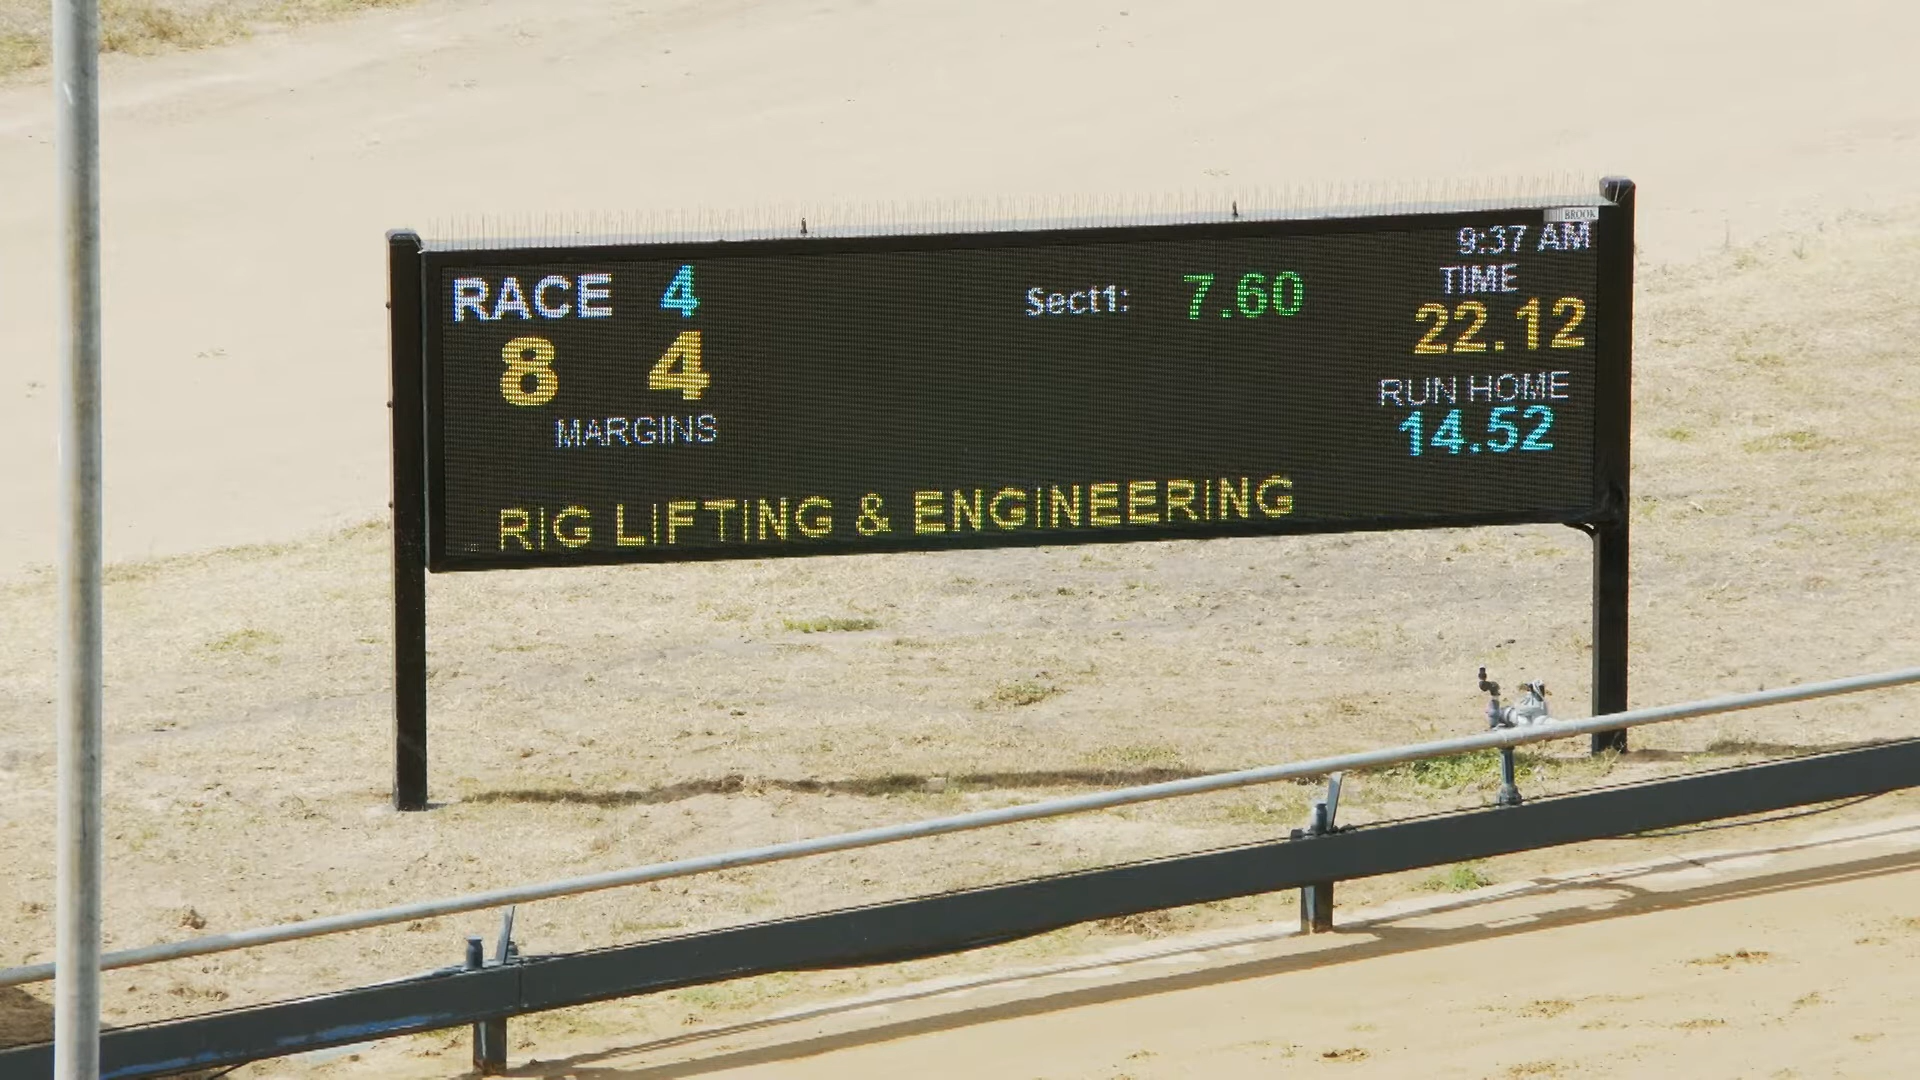 BROOK
9:37 AM
RACE 4
Sect1: 7.60
TIME
22.12
8 4
RUN HOME
14.52
MARGINS
RIG LIFTING & ENGINEERING